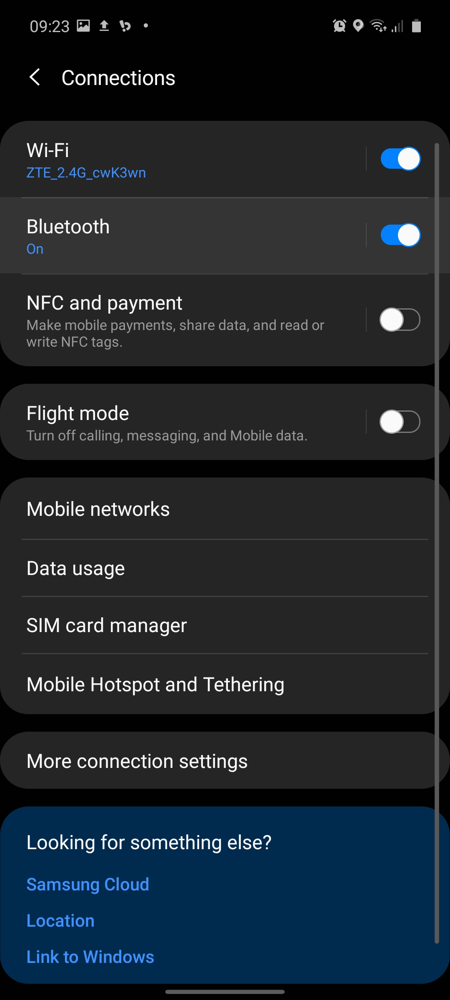 09:23
Connections
Wi-Fi
ZTE_2.4G_cwK3wn
Bluetooth
On
NFC and payment
Make mobile payments, share data, and read or
write NFC tags.
Flight mode
Turn off calling, messaging, and Mobile data.
Mobile networks
Data usage
SIM card manager
Mobile Hotspot and Tethering
More connection settings
Looking for something else?
Samsung Cloud
Location
Link to Windows